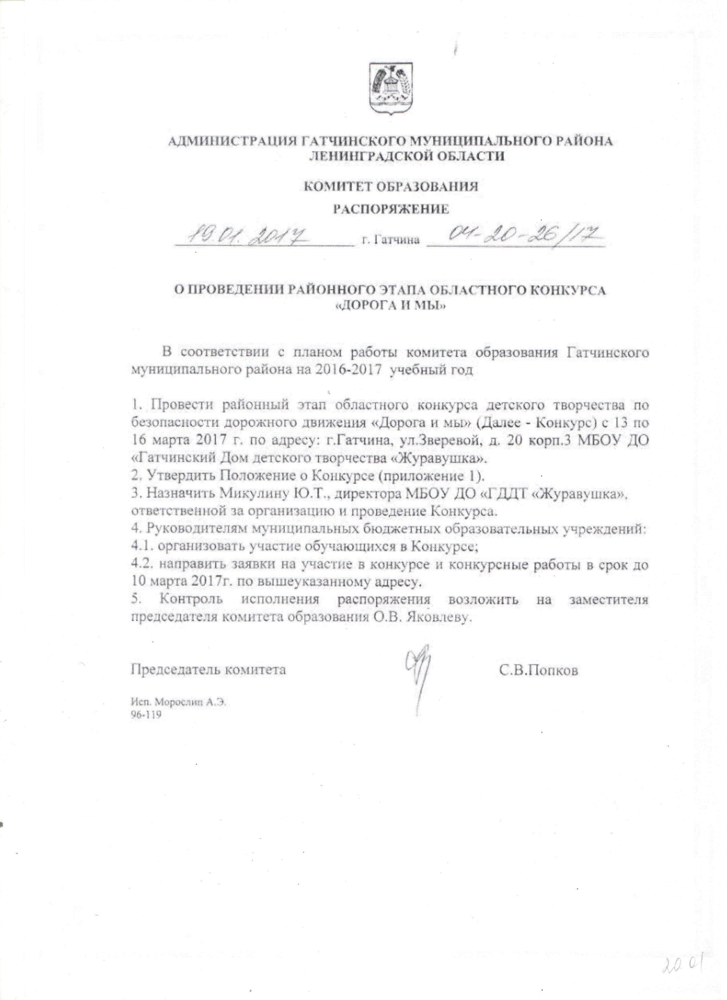 АДМИНИСТРАЦИЯ ГАТЧИНСКОГО МУНИЦИПАЛЬНОГО РАЙОНА
ЛЕНИНГРАДСКОЙ ОБЛАСТИ
КОМИТЕТ ОБРАЗОВАНИЯ
РАСПОРЯЖЕНИЕ
19.01.2017 г. Гатчина 04-20-26/17
О ПРОВЕДЕНИИ РАЙОННОГО ЭТАПА ОБЛАСТНОГО КОНКУРСА
«ДОРОГА И МЫ»
В соответствии с планом работы комитета образования Гатчинского
муниципального района на 2016-2017 учебный год
1. Провести районный этап областного конкурса детского творчества по
безопасности дорожного движения «Дорога и мы» (Далее - Конкурс) с 13 по
16 марта 2017 г. по адресу: г.Гатчина, ул.Зверевой, д. 20 корп.3 МБОУ ДО
«Гатчинский Дом детского творчества «Журавушка».
2. Утвердить Положение о Конкурсе (приложение 1).
3. Назначить Микулину Ю.Т., директора МБОУ ДО «ГДДТ «Журавушка»,
ответственной за организацию и проведение Конкурса.
4. Руководителям муниципальных бюджетных образовательных учреждений:
4.1. организовать участие обучающихся в Конкурсе;
4.2. направить заявки на участие в конкурсе и конкурсные работы в срок до
10 марта 2017г. по вышеуказанному адресу.
5. Контроль исполнения распоряжения возложить на заместителя
председателя комитета образования О.В. Яковлеву.
Председатель комитета С.В.Попков
Исп. Морослип А.Э.
96-119
20 01